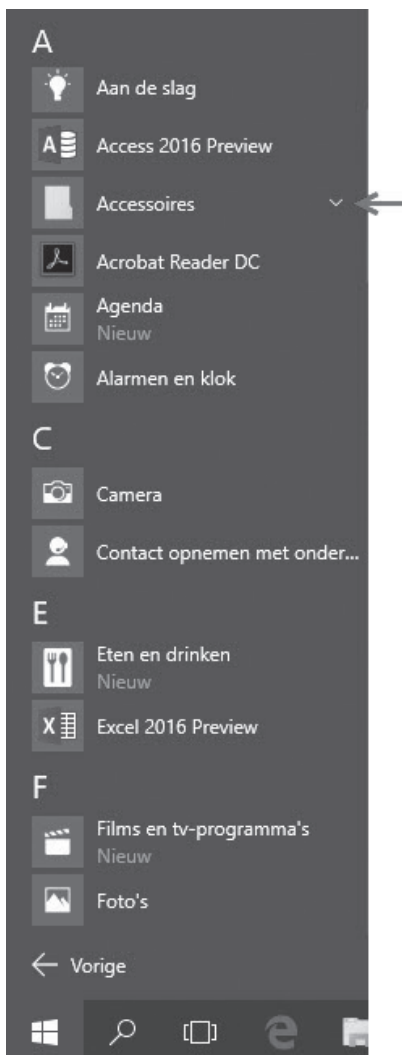 A
Aan de slag
Access 2016 Preview
Accessoires
Acrobat Reader DC
Agenda
Nieuw
Alarmen en klok
C
Camera
Contact opnemen met onder...
E
Eten en drinken
Nieuw
Excel 2016 Preview
F
Films en tv-programma's
Nieuw
Foto's
Vorige